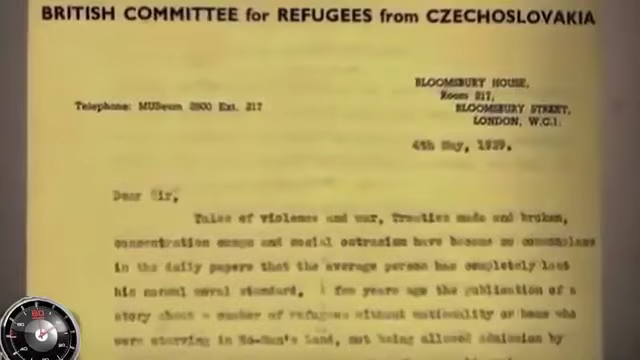 BRITISH COMMITTEE for REFUGEES from CZECHOSLOVAKIA
BLOOMSBURY HOUSE,
Room 217,
Telephone: MUSeum 2900 Ext. 217
BLOOMSBURY STREET,
LONDON, W.C.1.
4th May, 1939.
Dear Sir,
Tales of violence and war, Treaties made and broken,
concentration camps and social ostracism have become so commonplace
in the daily papers that the average person has completely lost
his normal moral standard. A few years ago the publication of a
story about a number of refugees without nationality or home who
were starving in No-Man's Land, not being allowed admission by
60